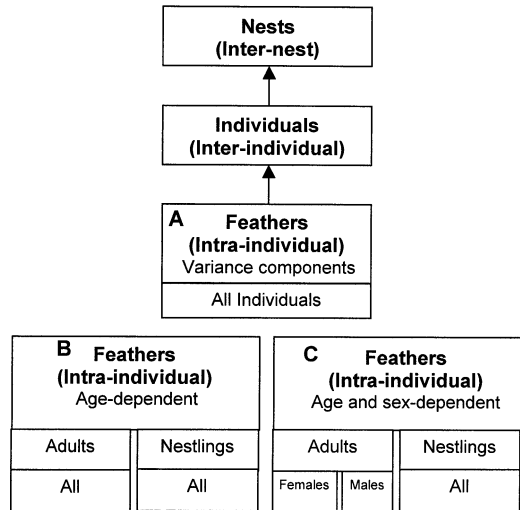 Nests
(Inter-nest)
Individuals
(Inter-individual)
A
Feathers
(Intra-individual)
Variance components
All Individuals
B
Feathers
(Intra-individual)
Age-dependent
Adults
Nestlings
All
All
C
Feathers
(Intra-individual)
Age and sex-dependent
Adults
Nestlings
Females
Males
All